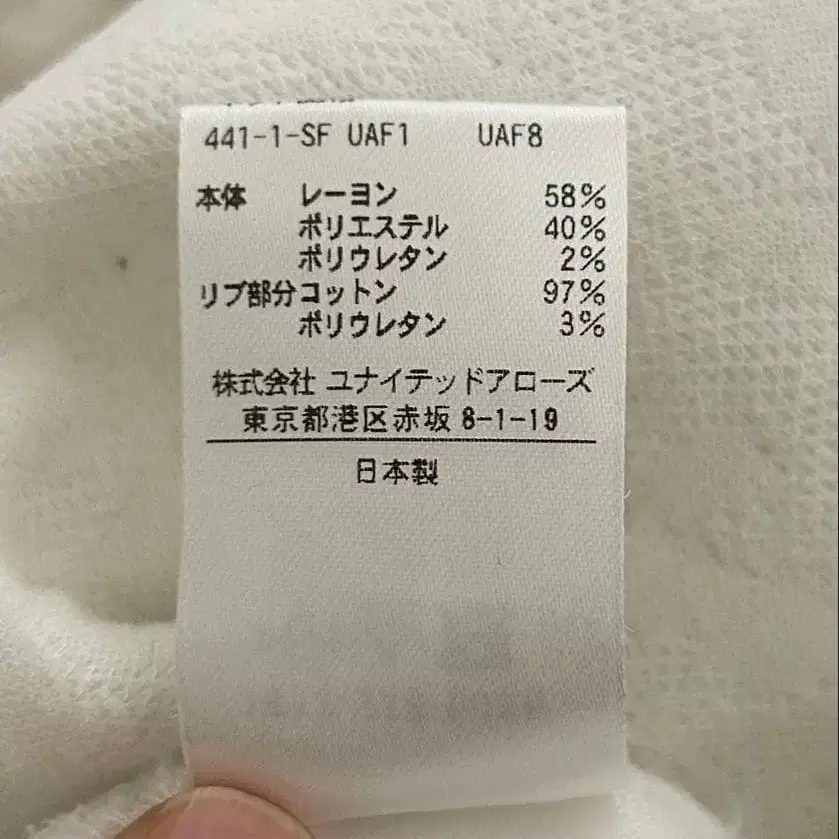 441-1-SF UAF1 UAF8
本体 レーヨン 58%
ポリエステル 40%
ポリウレタン 2%
リブ部分コットン 97%
ポリウレタン 3%
株式会社 ユナイテッドアローズ
東京都港区赤坂 8-1-19
日本製